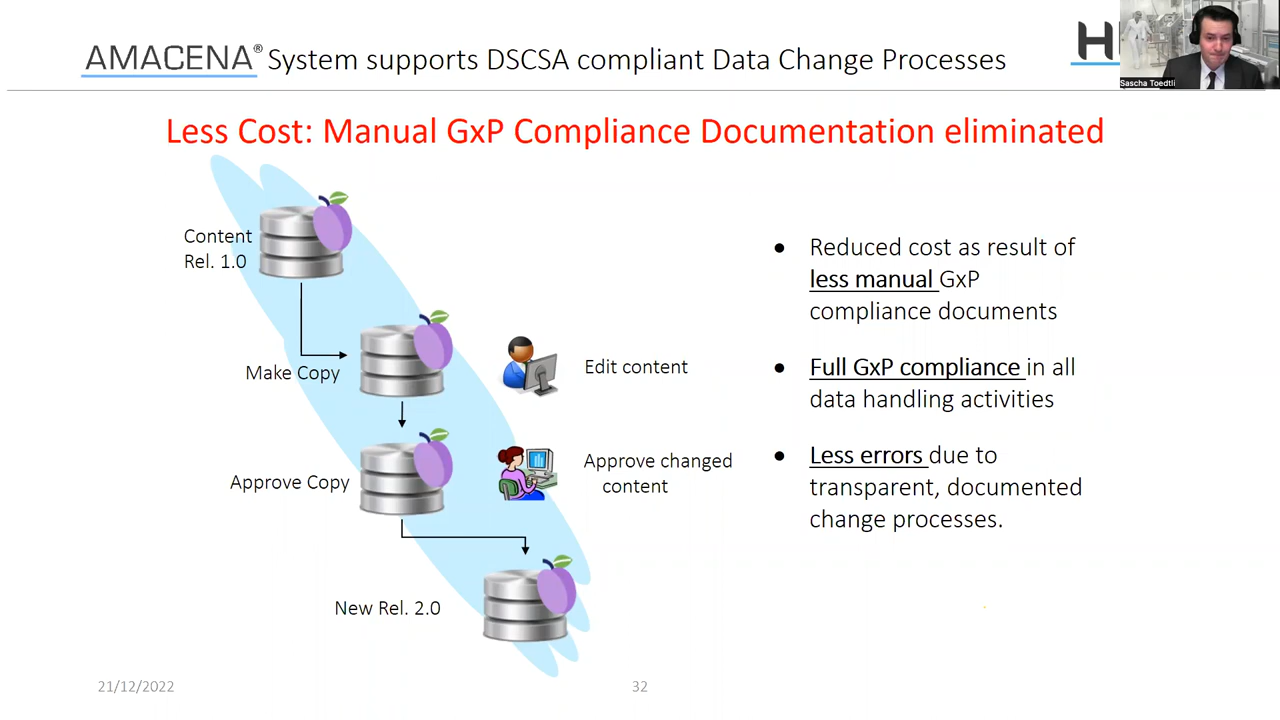 AMACENA® System supports DSCSA compliant Data Change Processes
Sascha Toedtli
Less Cost: Manual GxP Compliance Documentation eliminated
Content
Rel. 1.0
Make Copy
Edit content
Approve Copy
Approve changed
content
New Rel. 2.0
● Reduced cost as result of
less manual GxP
compliance documents
● Full GxP compliance in all
data handling activities
● Less errors due to
transparent, documented
change processes.
21/12/2022
32